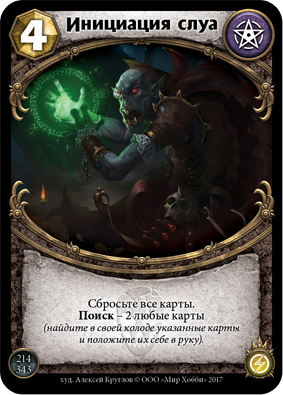 4 Инициация слуа
Сбросьте все карты.
Поиск – 2 любые карты
(найдите в своей колоде указанные карты
и положите их себе в руку).
214
343
худ. Алексей Круглов © ООО «Мир Хобби» 2017